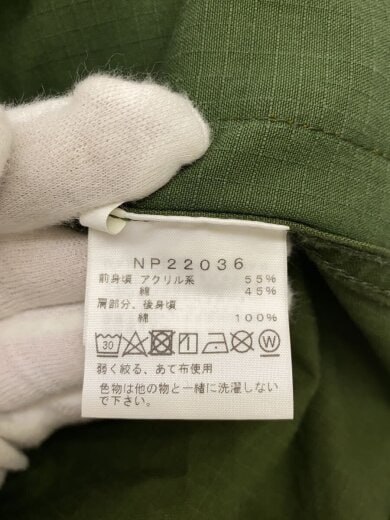 NP22036
前身頃 アクリル系 55%
綿 45%
肩部分、後身頃
綿 100%
30 W
弱く絞る、あて布使用
色物は他の物と一緒に洗濯しない
で下さい。